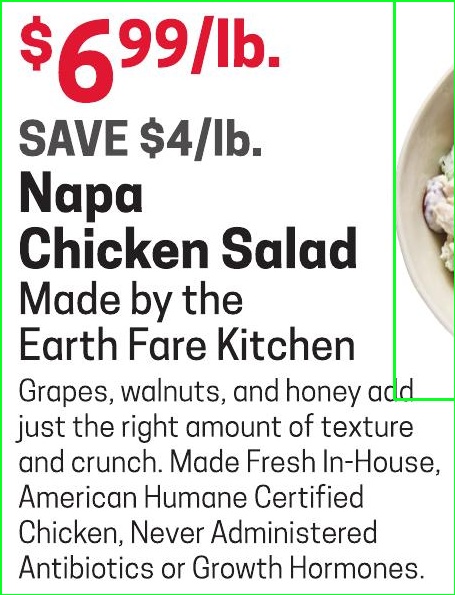 $6.99/lb.
SAVE $4/lb.
Napa
Chicken Salad
Made by the
Earth Fare Kitchen
Grapes, walnuts, and honey add
just the right amount of texture
and crunch. Made Fresh In-House,
American Humane Certified
Chicken, Never Administered
Antibiotics or Growth Hormones.